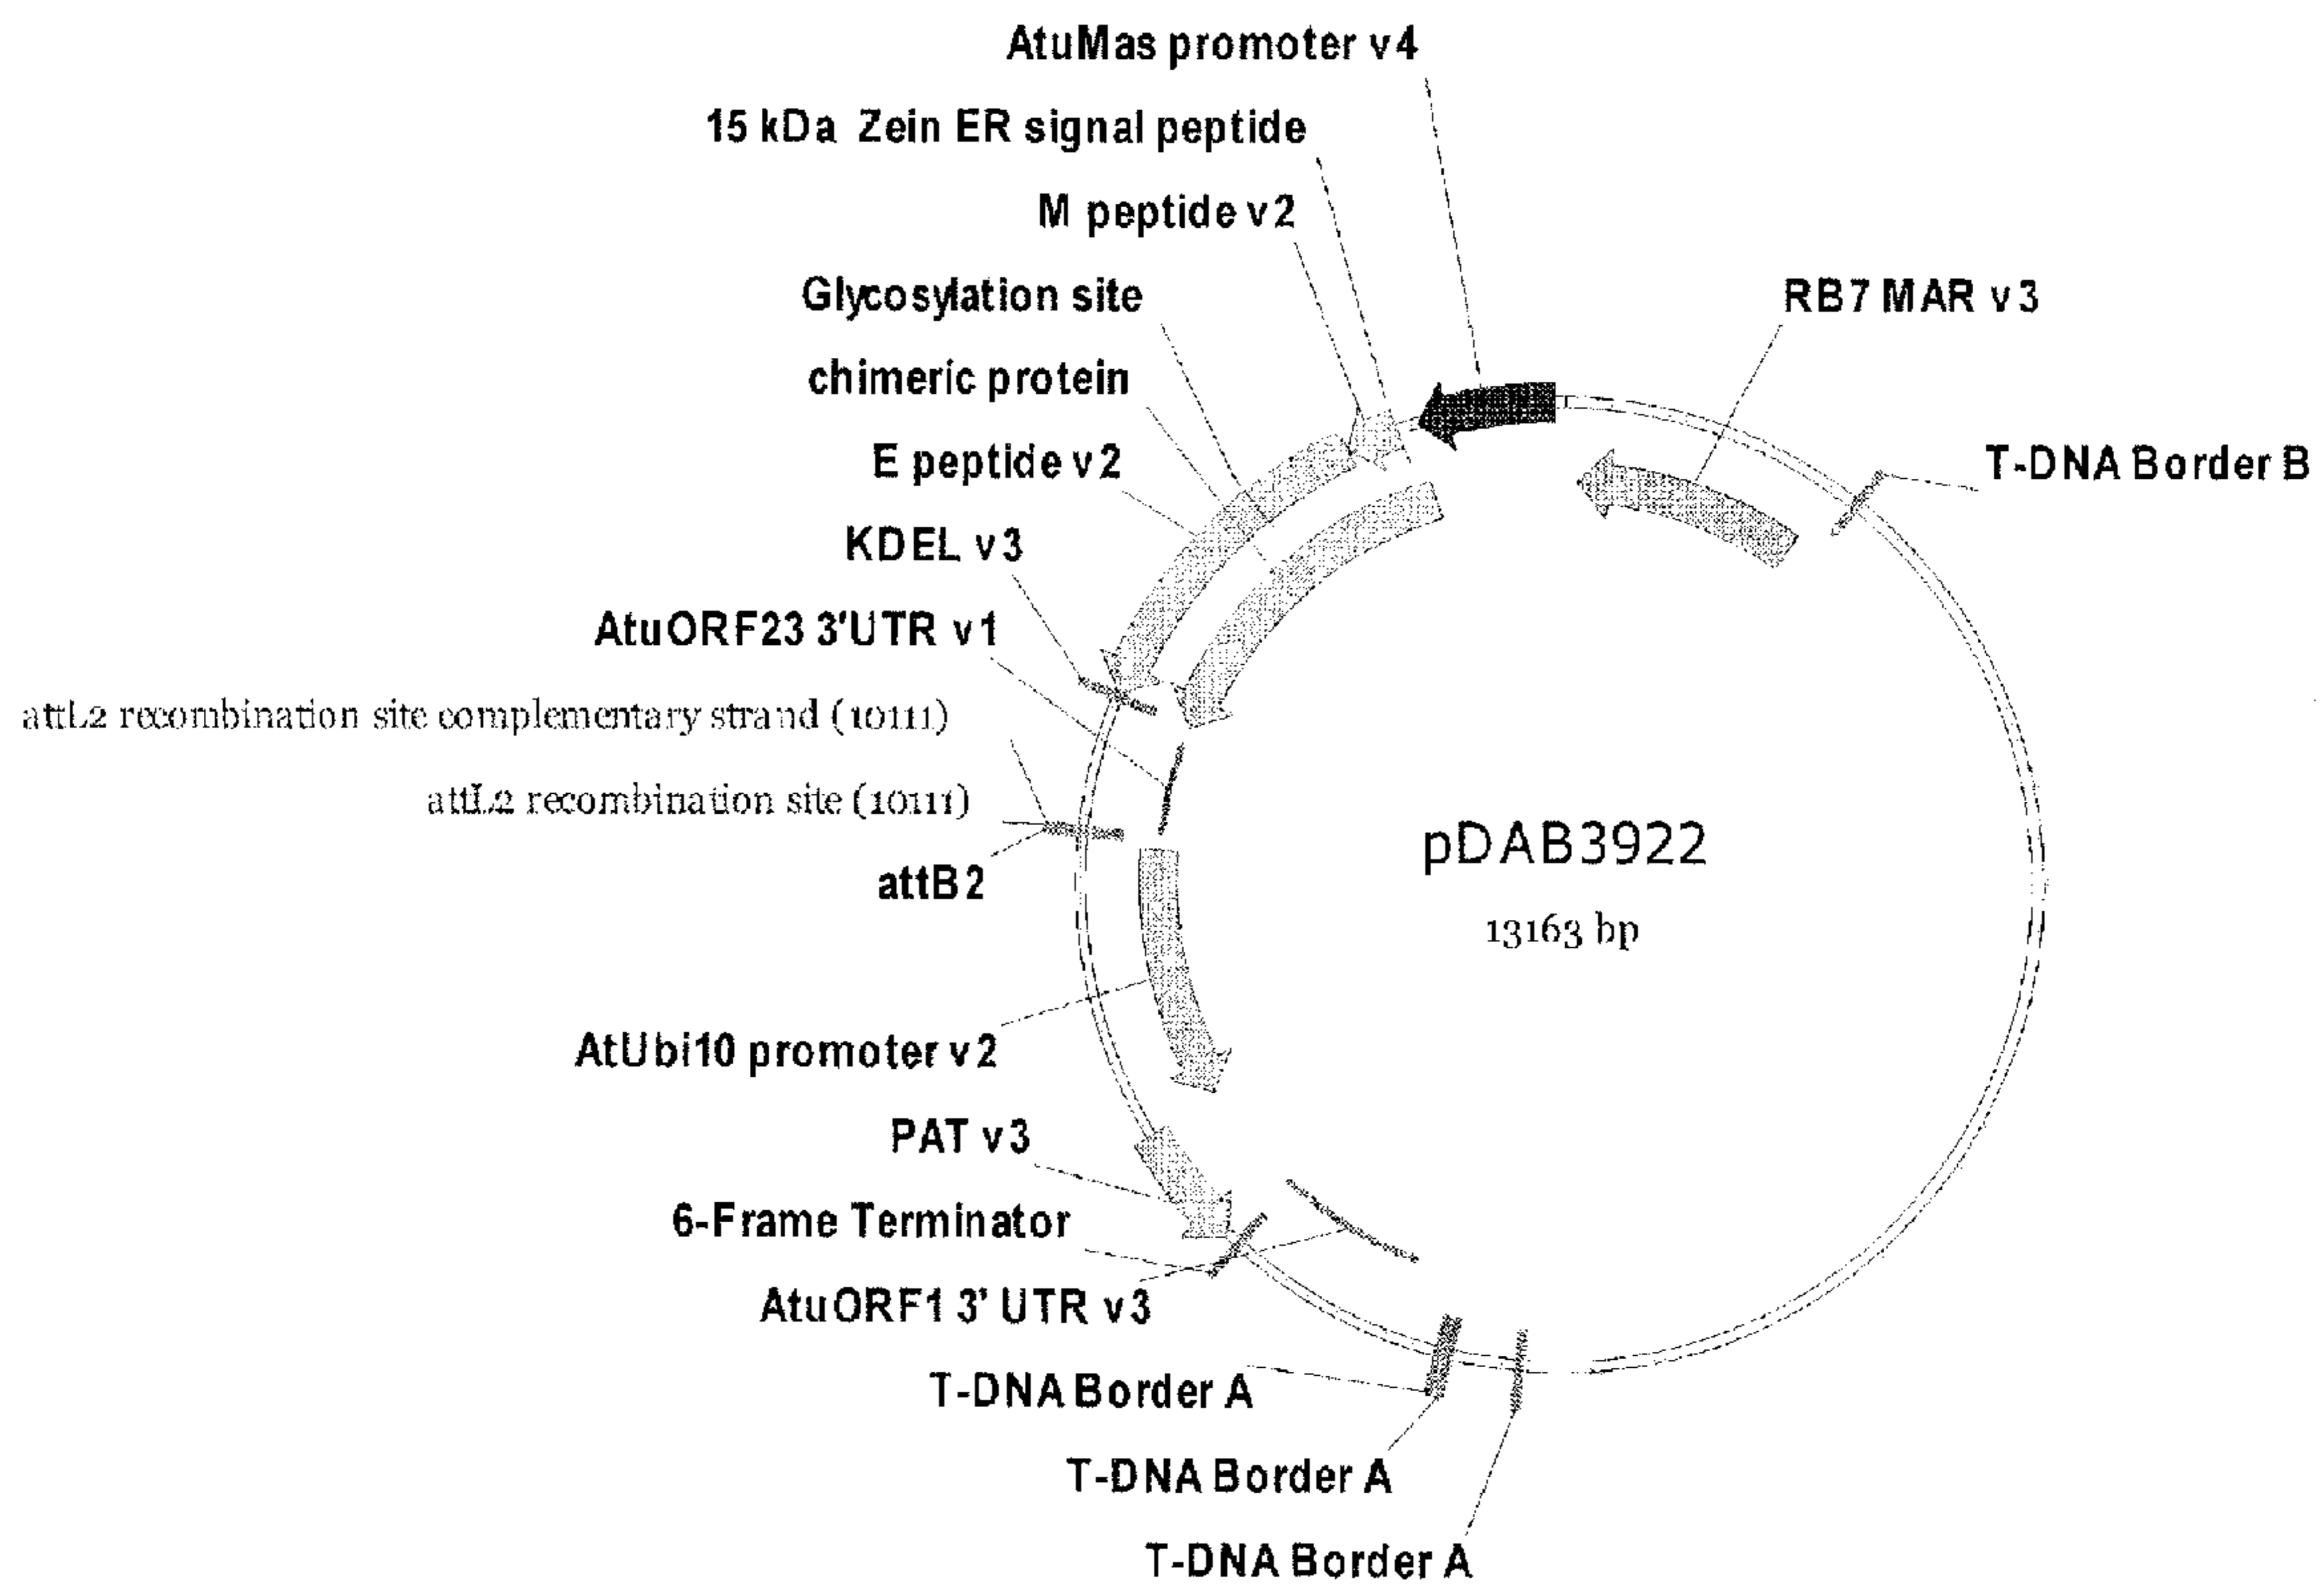 AtuMas promoter v4
15 kDa Zein ER signal peptide
M peptide v2
Glycosylation site
RB7 MAR v3
chimeric protein
E peptide v2
T-DNA Border B
KDEL v3
AtuORF23 3'UTR v1
attL2 recombination site complementary strand (10111)
attL2 recombination site (10111)
attB2
pDAB3922
13163 bp
AtUbi10 promoter v2
PAT v3
6-Frame Terminator
AtuORF1 3' UTR v3
T-DNA Border A
T-DNA Border A
T-DNA Border A